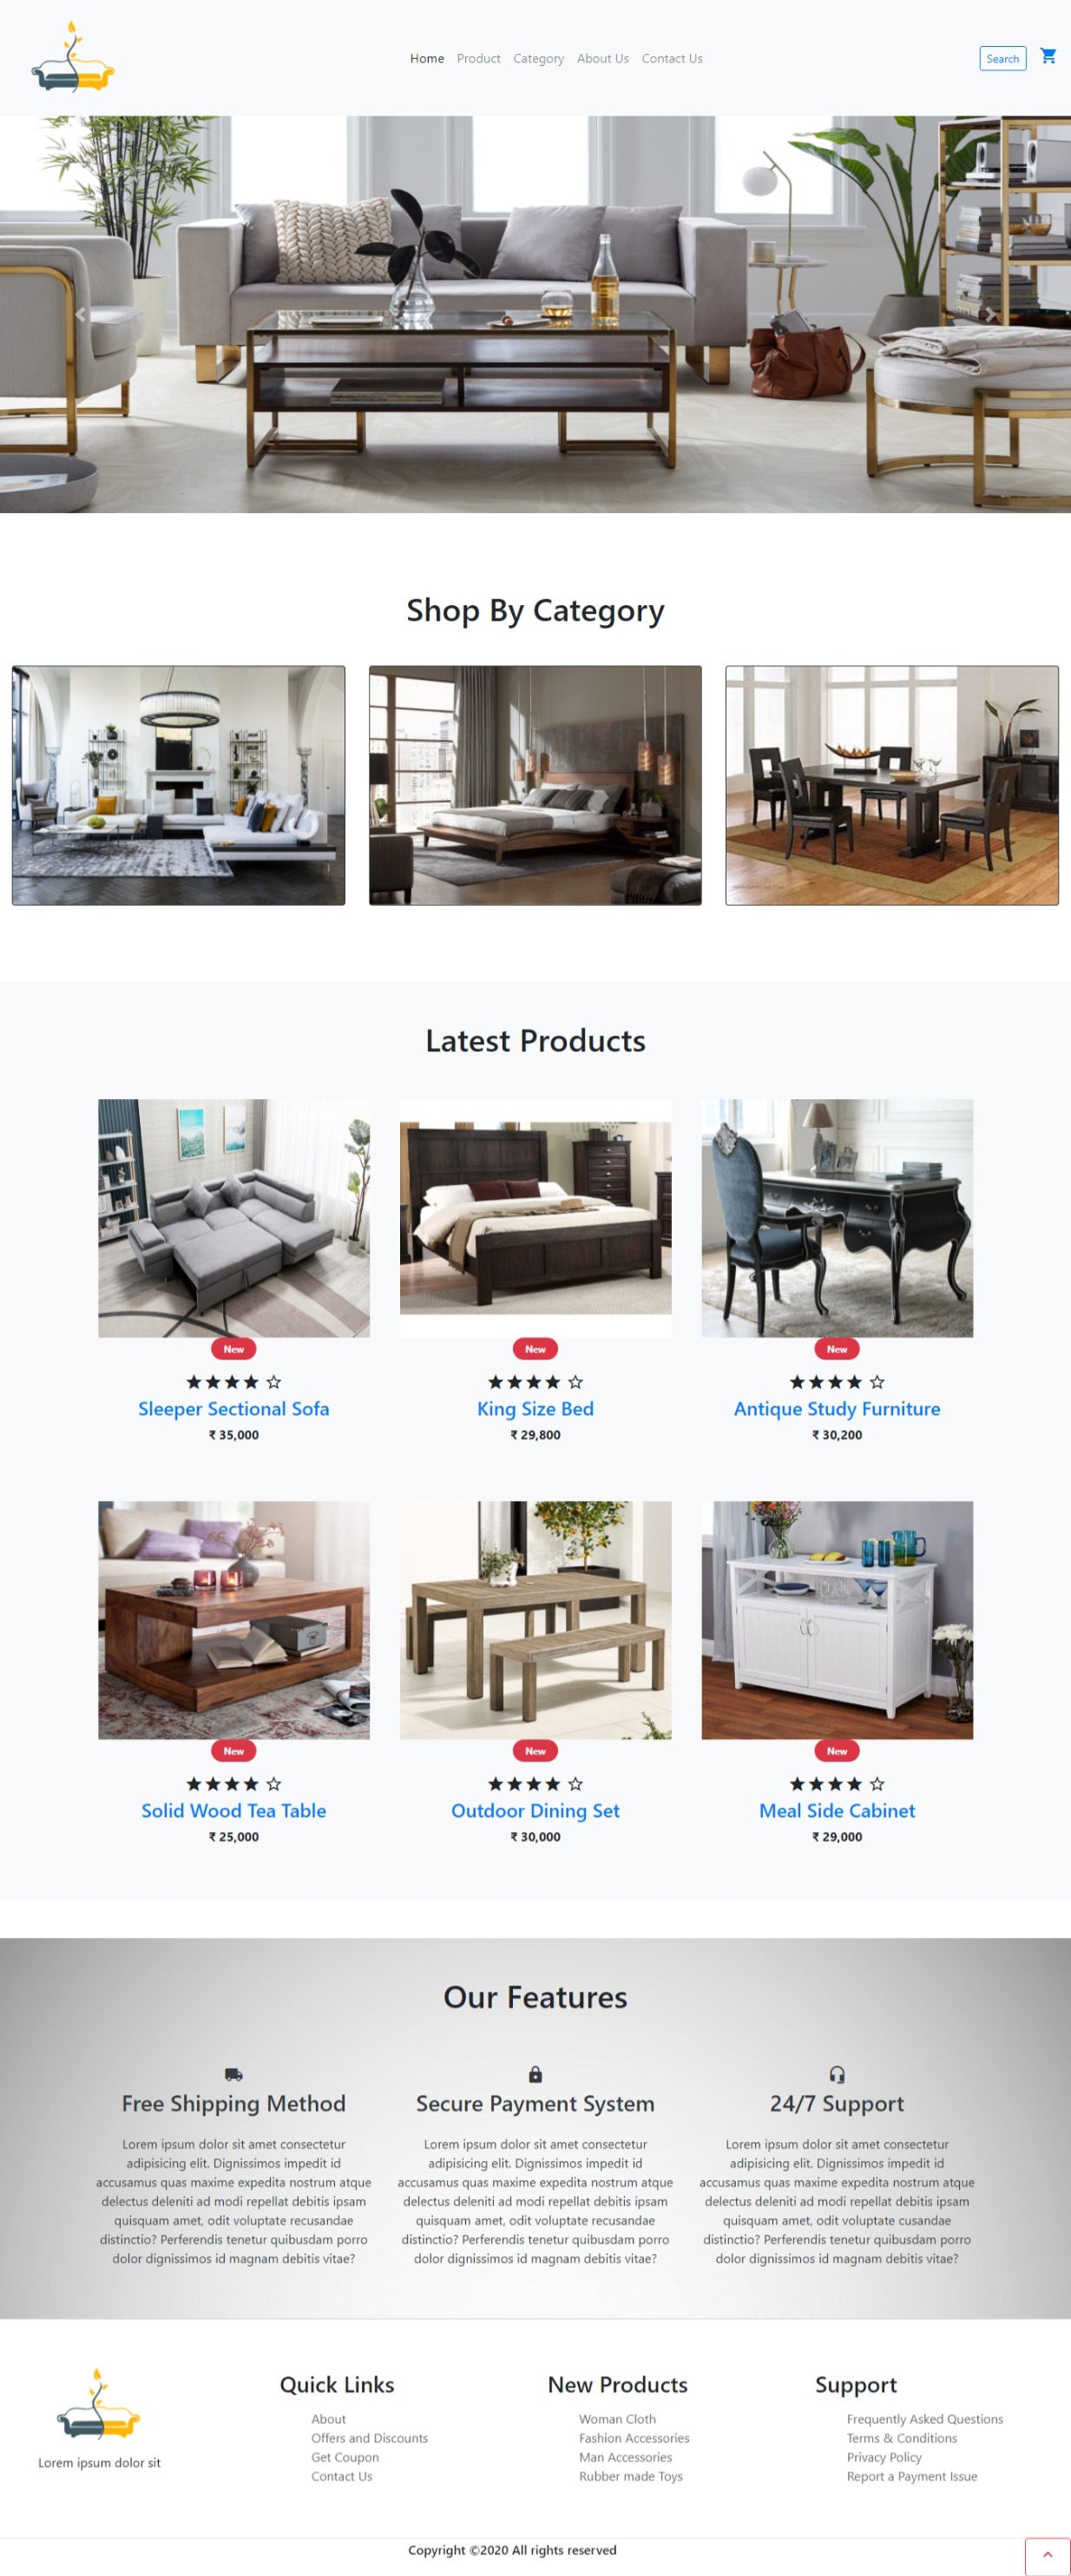 Home Product Category About Us Contact Us Search
Shop By Category
Latest Products
New New New
Sleeper Sectional Sofa King Size Bed Antique Study Furniture
₹ 35,000 ₹ 29,800 ₹ 30,200
New New New
Solid Wood Tea Table Outdoor Dining Set Meal Side Cabinet
₹ 25,000 ₹ 30,000 ₹ 29,000
Our Features
Free Shipping Method
Lorem ipsum dolor sit amet consectetur
adipisicing elit. Dignissimos impedit id
accusamus quas maxime expedita nostrum atque
delectus deleniti ad modi repellat debitis ipsam
quisquam amet, odit voluptate recusandae
distinctio? Perferendis tenetur quibusdam porro
dolor dignissimos id magnam debitis vitae?
Secure Payment System
Lorem ipsum dolor sit amet consectetur
adipisicing elit. Dignissimos impedit id
accusamus quas maxime expedita nostrum atque
delectus deleniti ad modi repellat debitis ipsam
quisquam amet, odit voluptate recusandae
distinctio? Perferendis tenetur quibusdam porro
dolor dignissimos id magnam debitis vitae?
24/7 Support
Lorem ipsum dolor sit amet consectetur
adipisicing elit. Dignissimos impedit id
accusamus quas maxime expedita nostrum atque
delectus deleniti ad modi repellat debitis ipsam
quisquam amet, odit voluptate cusandae
distinctio? Perferendis tenetur quibusdam porro
dolor dignissimos id magnam debitis vitae?
Lorem ipsum dolor sit
Quick Links
About
Offers and Discounts
Get Coupon
Contact Us
New Products
Woman Cloth
Fashion Accessories
Man Accessories
Rubber made Toys
Support
Frequently Asked Questions
Terms & Conditions
Privacy Policy
Report a Payment Issue
Copyright ©2020 All rights reserved